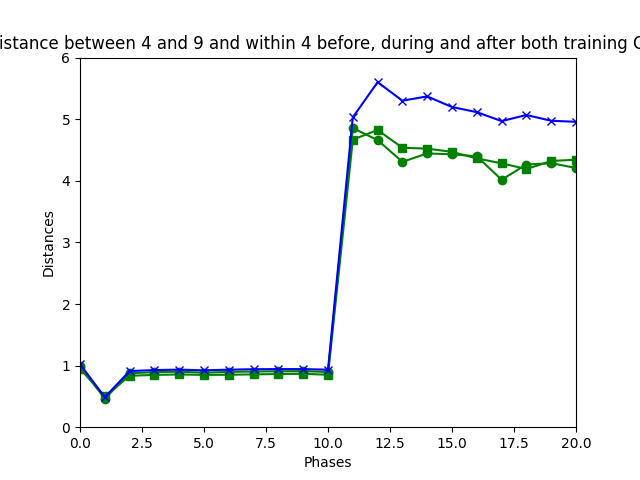 istance between 4 and 9 and within 4 before, during and after both training
6
5
4
3
2
1
0
Distances
0.0 2.5 5.0 7.5 10.0 12.5 15.0 17.5 20.0
Phases